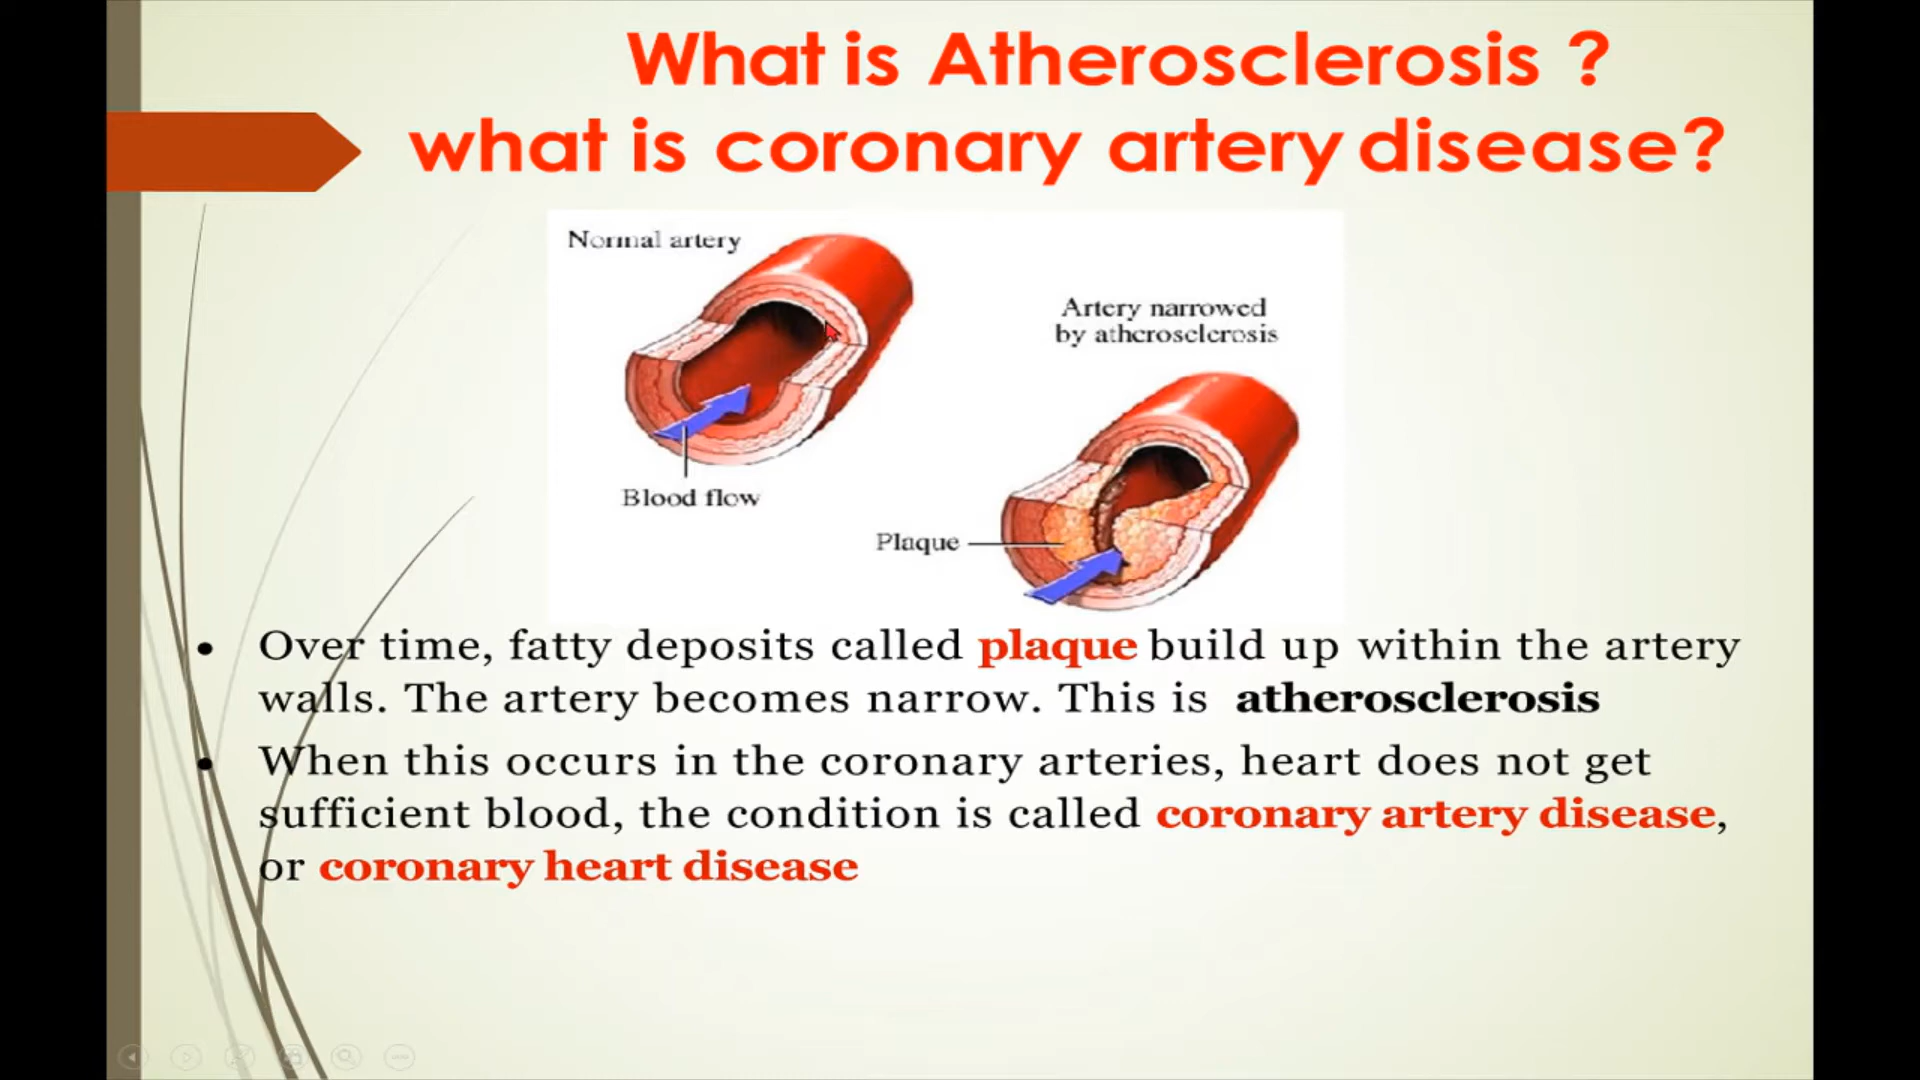 What is Atherosclerosis ?
what is coronary artery disease?
Normal artery
Artery narrowed
by atherosclerosis
Blood flow
Plaque
• Over time, fatty deposits called plaque build up within the artery
walls. The artery becomes narrow. This is atherosclerosis
• When this occurs in the coronary arteries, heart does not get
sufficient blood, the condition is called coronary artery disease,
or coronary heart disease